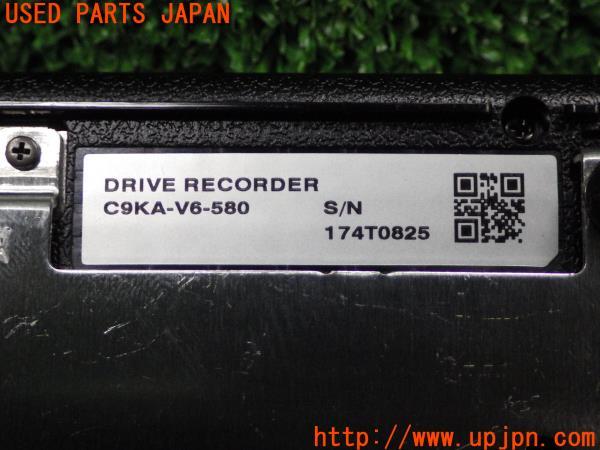 USED PARTS JAPAN
DRIVE RECORDER
C9KA-V6-580 S/N
174T0825
http://www.upjpn.com/